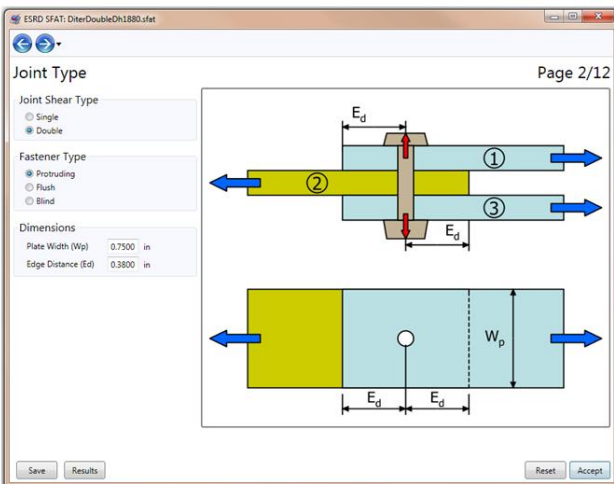 ESRD SFAT: DiterDoubleDh1880.sfat
Joint Type
Page 2/12
Joint Shear Type
Single
Double
Fastener Type
Protruding
Flush
Blind
Dimensions
Plate Width (Wp) 0.7500 in
Edge Distance (Ed) 0.3800 in
Ed
1
2
3
Ed
Wp
Ed Ed
Save Results Reset Accept